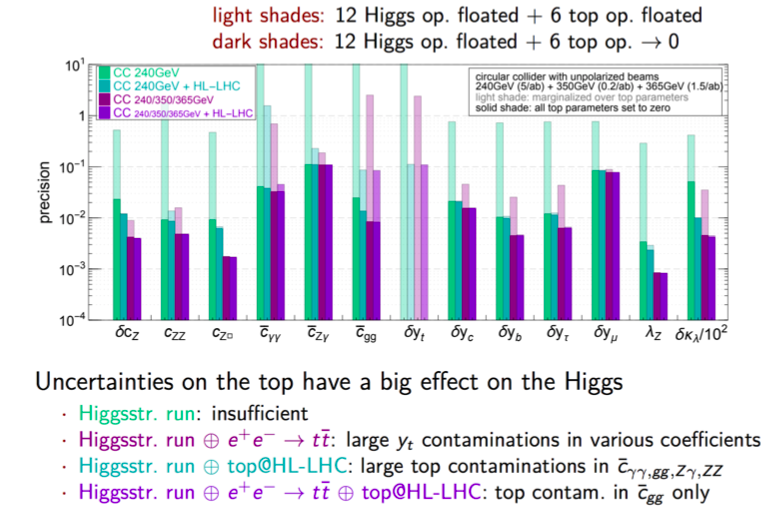 light shades: 12 Higgs op. floated + 6 top op. floated
dark shades: 12 Higgs op. floated + 6 top op. → 0
CC 240GeV
CC 240GeV + HL-LHC
CC 240/350/365GeV
CC 240/350/365GeV + HL-LHC
circular collider with unpolarized beams
240GeV (5/ab) + 350GeV (0.2/ab) + 365GeV (1.5/ab)
light shade: marginalized over top parameters
solid shade: all top parameters set to zero
precision
10¹
1
10⁻¹
10⁻²
10⁻³
10⁻⁴
δc_Z c_ZZ c_Z□ c̄_γγ c̄_Zγ c̄_gg δy_t δy_c δy_b δy_τ δy_μ λ_Z δκ_λ/10²
Uncertainties on the top have a big effect on the Higgs
· Higgsstr. run: insufficient
· Higgsstr. run ⊕ e⁺e⁻ → tt̄: large y_t contaminations in various coefficients
· Higgsstr. run ⊕ top@HL-LHC: large top contaminations in c̄_γγ,gg,Zγ,ZZ
· Higgsstr. run ⊕ e⁺e⁻ → tt̄ ⊕ top@HL-LHC: top contam. in c̄_gg only